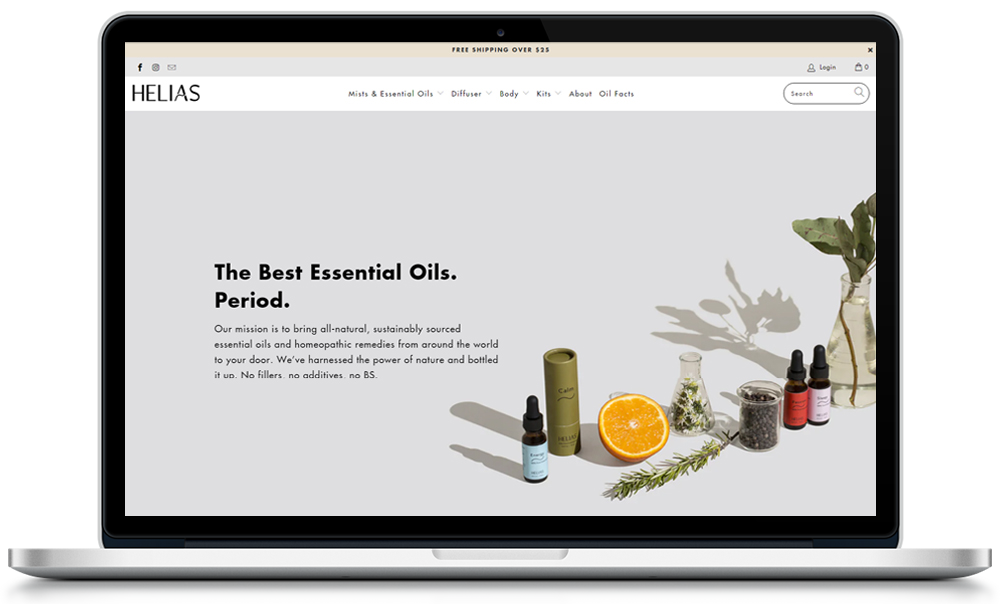 FREE SHIPPING OVER $25
Login
0
HELIAS
Mists & Essential Oils
Diffuser
Body
Kits
About
Oil Facts
Search
The Best Essential Oils.
Period.
Our mission is to bring all-natural, sustainably sourced
essential oils and homeopathic remedies from around the world
to your door. We’ve harnessed the power of nature and bottled
it up. No fillers, no additives, no BS.
Calm
HELIAS
Energy